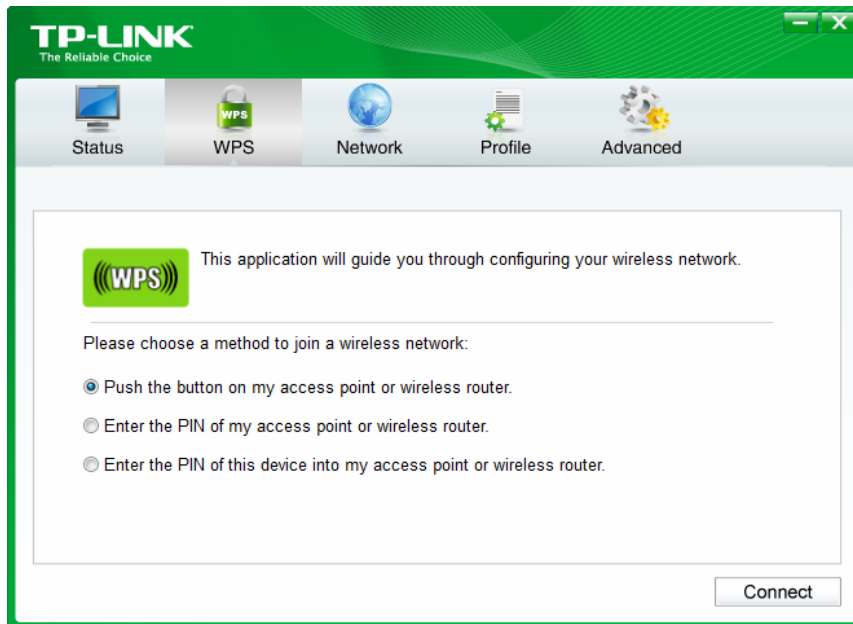 TP-LINK
The Reliable Choice
Status WPS Network Profile Advanced
WPS
This application will guide you through configuring your wireless network.
(((WPS)))
Please choose a method to join a wireless network:
Push the button on my access point or wireless router.
Enter the PIN of my access point or wireless router.
Enter the PIN of this device into my access point or wireless router.
Connect